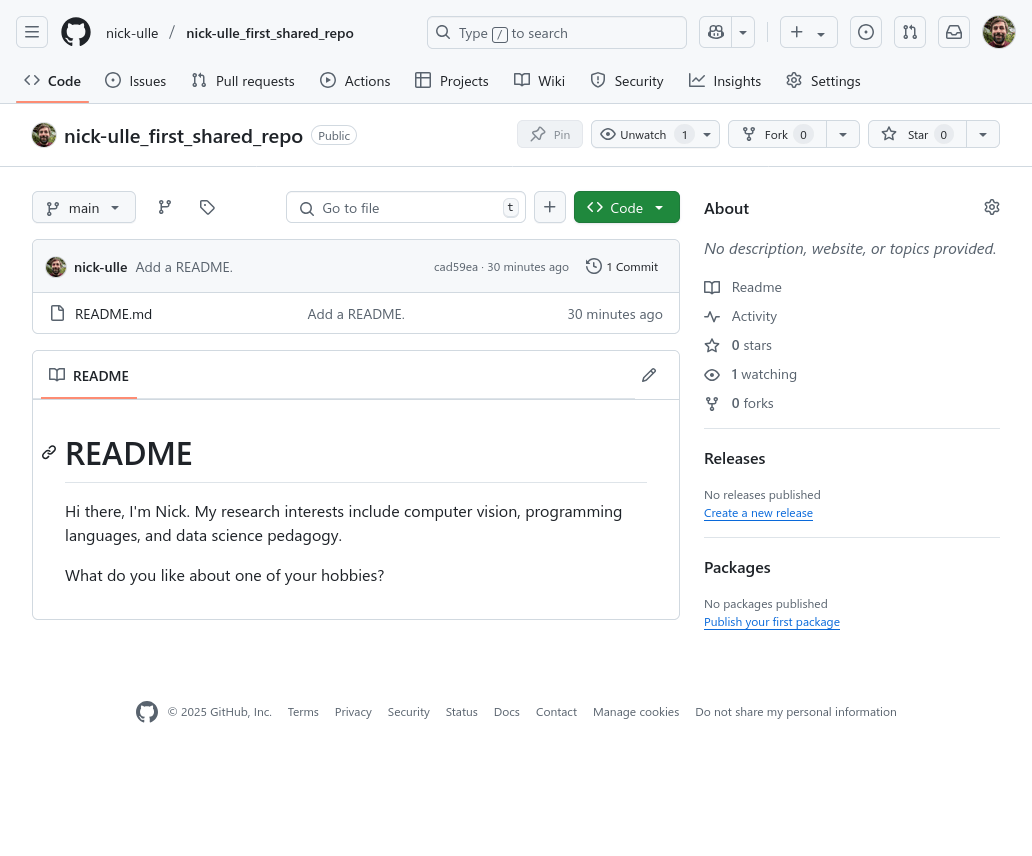 nick-ulle / nick-ulle_first_shared_repo Type / to search
Code Issues Pull requests Actions Projects Wiki Security Insights Settings
nick-ulle_first_shared_repo Public Pin Unwatch 1 Fork 0 Star 0
main Go to file t Code
nick-ulle Add a README. cad59ea · 30 minutes ago 1 Commit
README.md Add a README. 30 minutes ago
README
README
Hi there, I'm Nick. My research interests include computer vision, programming
languages, and data science pedagogy.
What do you like about one of your hobbies?
About
No description, website, or topics provided.
Readme
Activity
0 stars
1 watching
0 forks
Releases
No releases published
Create a new release
Packages
No packages published
Publish your first package
© 2025 GitHub, Inc. Terms Privacy Security Status Docs Contact Manage cookies Do not share my personal information